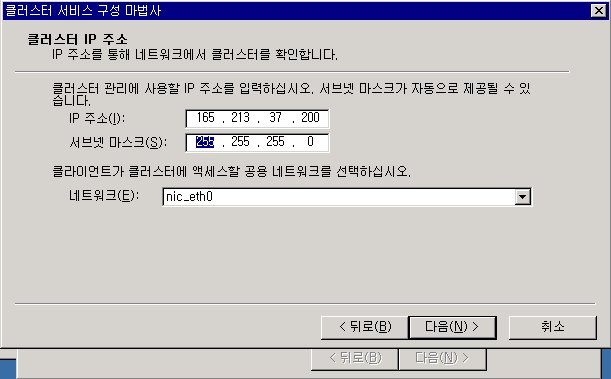 클러스터 서비스 구성 마법사
클러스터 IP 주소
IP 주소를 통해 네트워크에서 클러스터를 확인합니다.
클러스터 관리에 사용할 IP 주소를 입력하십시오. 서브넷 마스크가 자동으로 제공될 수 있
습니다.
IP 주소(I): 165 . 213 . 37 . 200
서브넷 마스크(S): 255 . 255 . 255 . 0
클라이언트가 클러스터에 액세스할 공용 네트워크를 선택하십시오.
네트워크(E): nic_eth0
< 뒤로(B) 다음(N) > 취소
< 뒤로(B) 다음(N) >